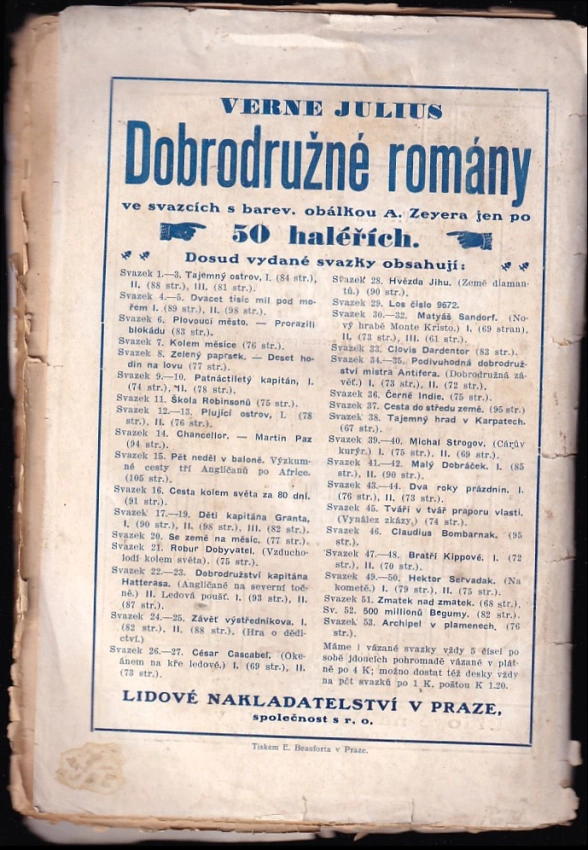 VERNE JULIUS
Dobrodružné romány
ve svazcích s barev. obálkou A. Zeyera jen po
50 haléřích.
Dosud vydané svazky obsahují:
Svazek 1.—3. Tajemný ostrov, I. (84 str.),
II. (88 str.), III. (81 str.).
Svazek 4.—5. Dvacet tisíc mil pod mo-
řem I. (89 str.), II. (98 str.).
Svazek 6. Plovoucí město. — Prorazili
blokádu (83 str.).
Svazek 7. Kolem měsíce (76 str.).
Svazek 8. Zelený paprsek. — Deset ho-
din na lovu (77 str.).
Svazek 9.—10. Patnáctiletý kapitán, I.
(74 str.), II. (78 str.).
Svazek 11. Škola Robinsonů (75 str.).
Svazek 12.—13. Plující ostrov, I. (78
str.), II. (76 str.).
Svazek 14. Chancellor. — Martin Paz
(94 str.).
Svazek 15. Pět neděl v baloně. Výzkum-
né cesty tří Angličanů po Africe.
(105 str.).
Svazek 16. Cesta kolem světa za 80 dní.
(91 str.).
Svazek 17.—19. Děti kapitána Granta,
I. (90 str.), II. (98 str.), III. (82 str.).
Svazek 20. Se země na měsíc. (77 str.).
Svazek 21. Robur Dobyvatel. (Vzducho-
lodí kolem světa). (75 str.).
Svazek 22.—23. Dobrodružství kapitána
Hatterasa. (Angličané na severní toč-
ně.) II. Ledová poušť. I. (93 str.), II.
(87 str.).
Svazek 24.—25. Závěť výstředníkova. I.
(82 str.), II. (88 str.). (Hra o dědi-
ctví.)
Svazek 26.—27. César Cascabel. (Oke-
ánem na kře ledové.) I. (69 str.), II.
(73 str.).
Svazek 28. Hvězda Jihu. (Země diaman-
tů.) (90 str.).
Svazek 29. Los číslo 9672.
Svazek 30.—32. Matyáš Sandorf. (No-
vý hrabě Monte Kristo.) I. (69 stran),
II. (73 str.), III. (61 str.).
Svazek 33. Clovis Dardentor (83 str.).
Svazek 34.—35. Podivuhodná dobrodruž-
ství mistra Antifera. (Dobrodružná zá-
věť.) I. (73 str.), II. (72 str.).
Svazek 36. Černé Indie. (75 str.).
Svazek 37. Cesta do středu země. (95 str.)
Svazek 38. Tajemný hrad v Karpatech.
(67 str.).
Svazek 39.—40. Michal Strogov. (Cárův
kurýr.) I. (75 str.). II. (69 str.).
Svazek 41.—42. Malý Dobráček. I. (85
str.), II. (90 str.).
Svazek 43.—44. Dva roky prázdnin. I.
(76 str.), II. (73 str.).
Svazek 45. Tváří v tvář praporu vlasti.
(Vynález zkázy,) (74 str.).
Svazek 46. Claudius Bombarnak. (95
str.).
Svazek 47.—48. Bratří Kippové. I. (72
str.), II. (70 str.).
Svazek 49.—50. Hektor Servadak. (Na
kometě.) I. (79 str.), II. (75 str.).
Svazek 51. Zmatek nad zmatek. (68 str.).
Sv. 52. 500 millionů Begumy. (82 str.).
Svazek 53. Archipel v plamenech. (76
str.).
Máme i vázané svazky vždy 5 čísel po
sobě jdoucích pohromadě vázané v plát-
ně po 4 K; možno dostat též desky vždy
na pět svazků po 1 K, poštou K 1.20.
LIDOVÉ NAKLADATELSTVÍ V PRAZE,
společnost s r. o.
Tiskem E. Beauforta v Praze.